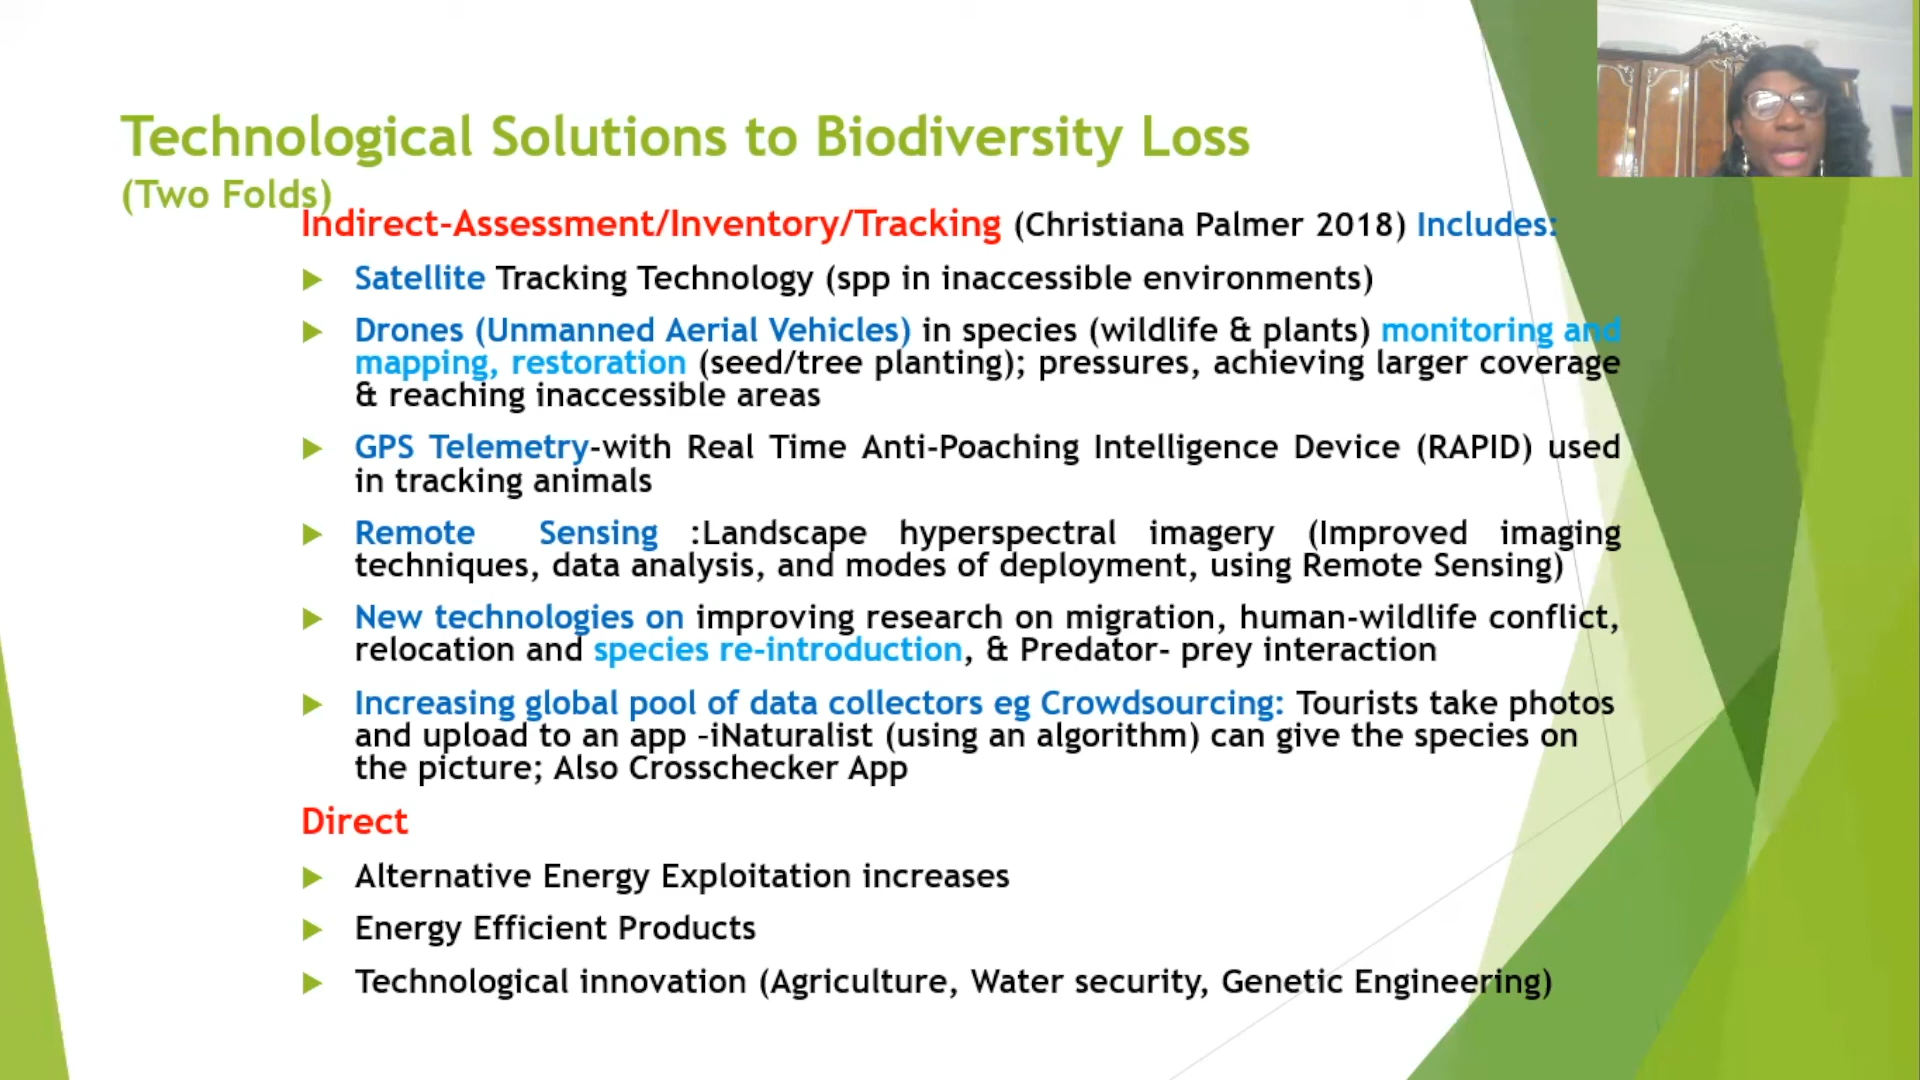 Technological Solutions to Biodiversity Loss
(Two Folds)
Indirect-Assessment/Inventory/Tracking (Christiana Palmer 2018) Includes:
Satellite Tracking Technology (spp in inaccessible environments)
Drones (Unmanned Aerial Vehicles) in species (wildlife & plants) monitoring and
mapping, restoration (seed/tree planting); pressures, achieving larger coverage
& reaching inaccessible areas
GPS Telemetry-with Real Time Anti-Poaching Intelligence Device (RAPID) used
in tracking animals
Remote Sensing :Landscape hyperspectral imagery (Improved imaging
techniques, data analysis, and modes of deployment, using Remote Sensing)
New technologies on improving research on migration, human-wildlife conflict,
relocation and species re-introduction, & Predator- prey interaction
Increasing global pool of data collectors eg Crowdsourcing: Tourists take photos
and upload to an app –iNaturalist (using an algorithm) can give the species on
the picture; Also Crosschecker App
Direct
Alternative Energy Exploitation increases
Energy Efficient Products
Technological innovation (Agriculture, Water security, Genetic Engineering)